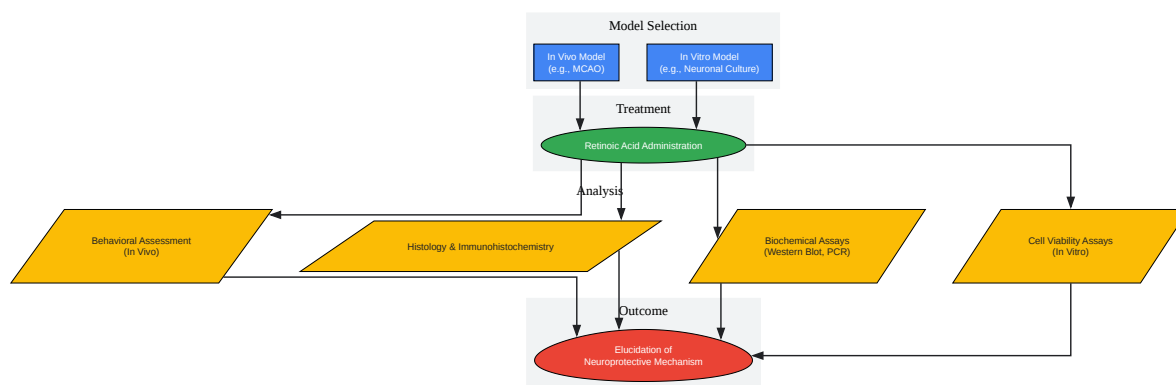 Model Selection
In Vivo Model
(e.g., MCAO)
In Vitro Model
(e.g., Neuronal Culture)
Treatment
Retinoic Acid Administration
Analysis
Behavioral Assessment
(In Vivo)
Histology & Immunohistochemistry
Biochemical Assays
(Western Blot, PCR)
Cell Viability Assays
(In Vitro)
Outcome
Elucidation of
Neuroprotective Mechanism